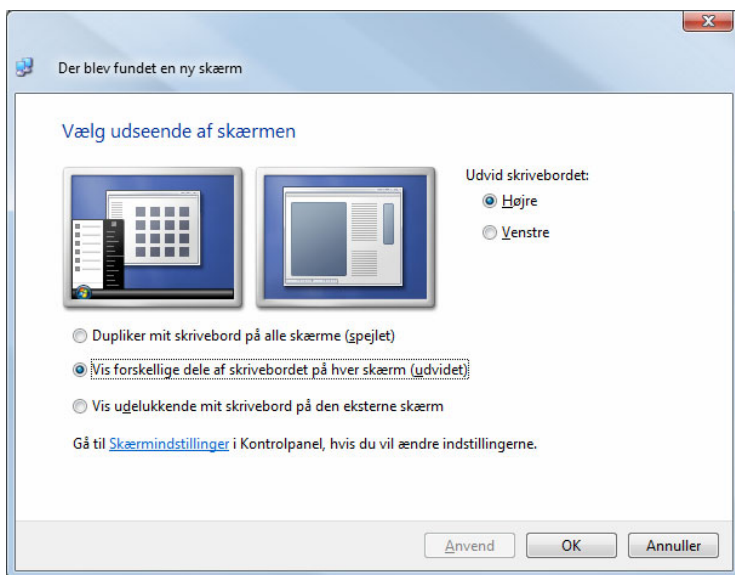 Der blev fundet en ny skærm
Vælg udseende af skærmen
Udvid skrivebordet:
Højre
Venstre
Dupliker mit skrivebord på alle skærme (spejlet)
Vis forskellige dele af skrivebordet på hver skærm (udvidet)
Vis udelukkende mit skrivebord på den eksterne skærm
Gå til Skærmindstillinger i Kontrolpanel, hvis du vil ændre indstillingerne.
Anvend OK Annuller